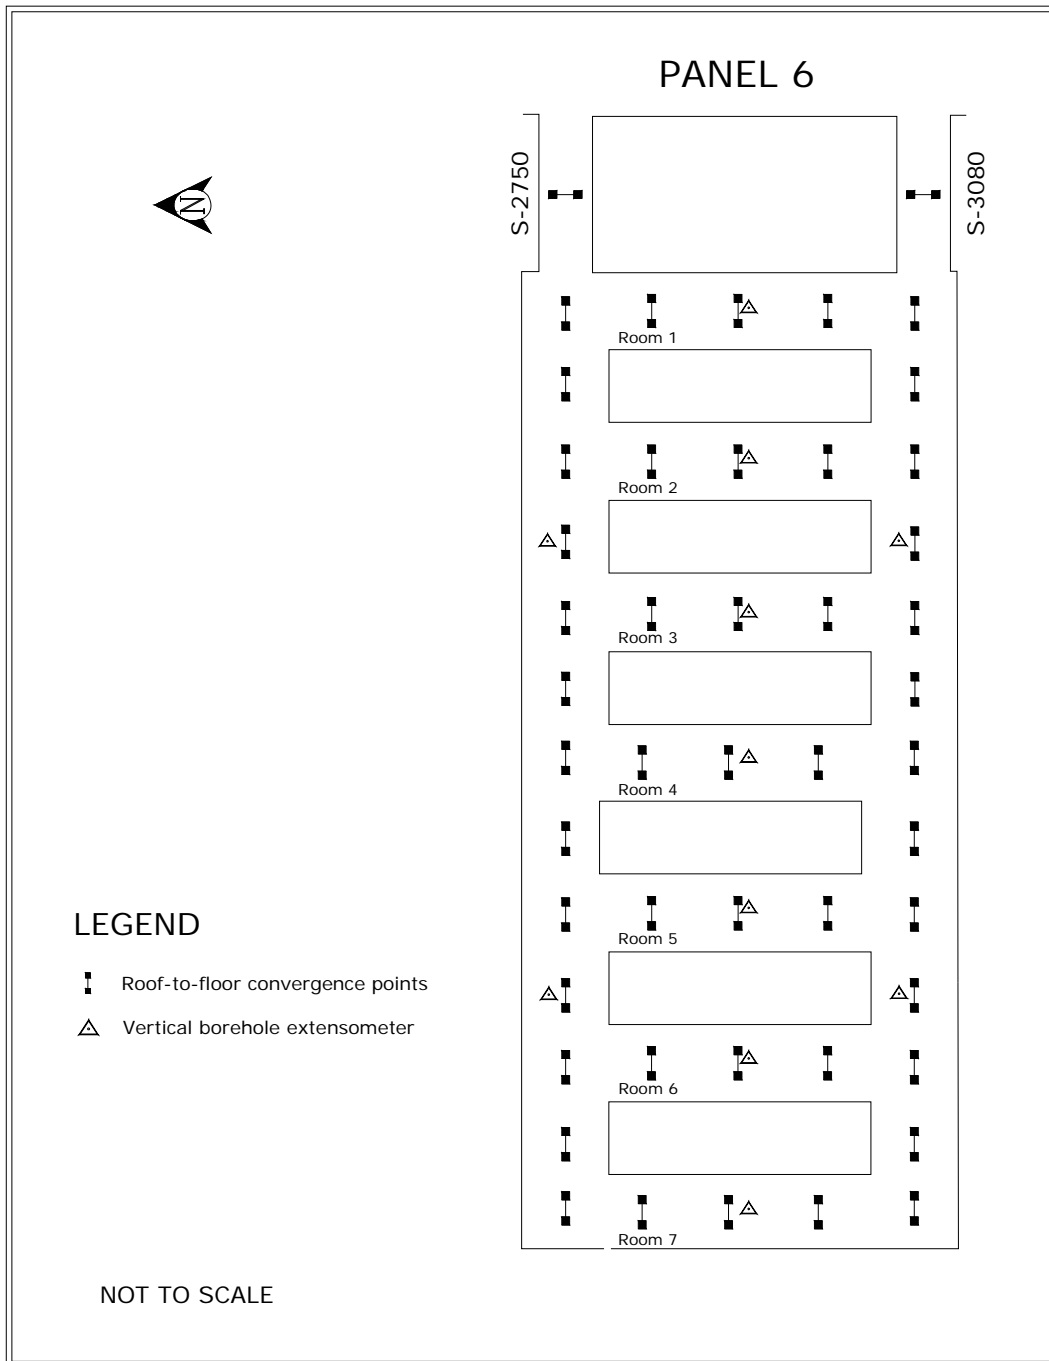 PANEL 6
S-2750
S-3080
N
Room 1
Room 2
Room 3
Room 4
Room 5
Room 6
Room 7
LEGEND
Roof-to-floor convergence points
Vertical borehole extensometer
NOT TO SCALE